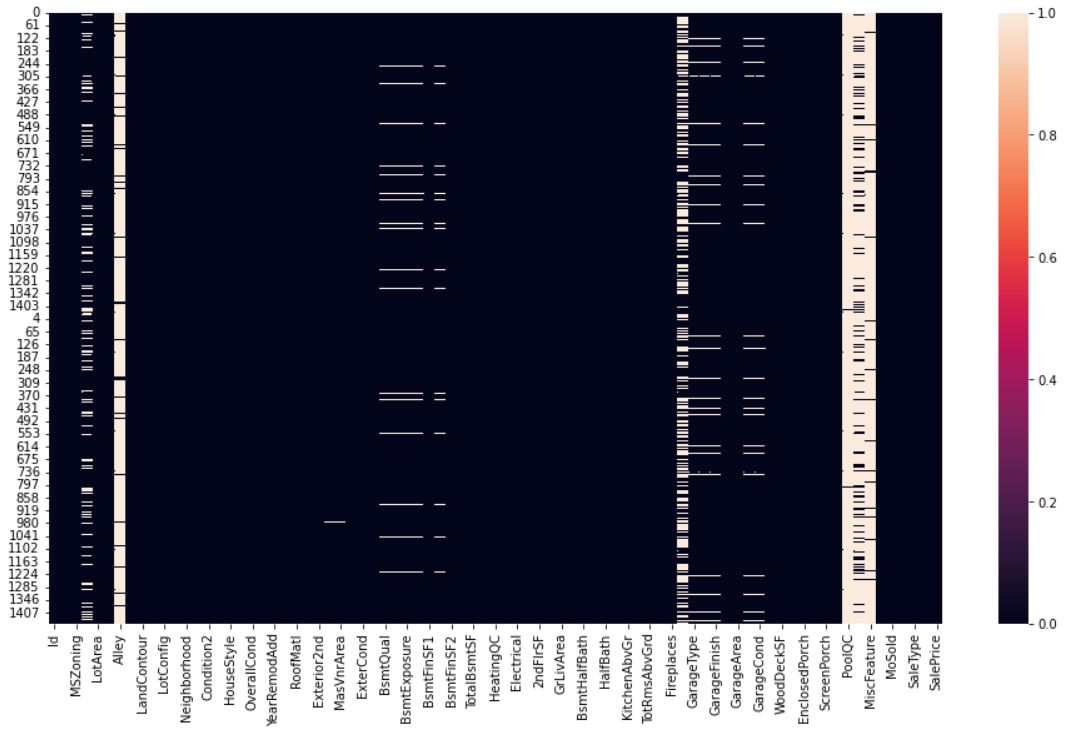 0
61
122
183
244
305
366
427
488
549
610
671
732
793
854
915
976
1037
1098
1159
1220
1281
1342
1403
4
65
126
187
248
309
370
431
492
553
614
675
736
797
858
919
980
1041
1102
1163
1224
1285
1346
1407
Id
MSZoning
LotArea
Alley
LandContour
LotConfig
Neighborhood
Condition2
HouseStyle
OverallCond
YearRemodAdd
RoofMatl
Exterior2nd
MasVnrArea
ExterCond
BsmtQual
BsmtExposure
BsmtFinSF1
BsmtFinSF2
TotalBsmtSF
HeatingQC
Electrical
2ndFlrSF
GrLivArea
BsmtHalfBath
HalfBath
KitchenAbvGr
TotRmsAbvGrd
Fireplaces
GarageType
GarageFinish
GarageArea
GarageCond
WoodDeckSF
EnclosedPorch
ScreenPorch
PoolQC
MiscFeature
MoSold
SaleType
SalePrice
1.0
0.8
0.6
0.4
0.2
0.0